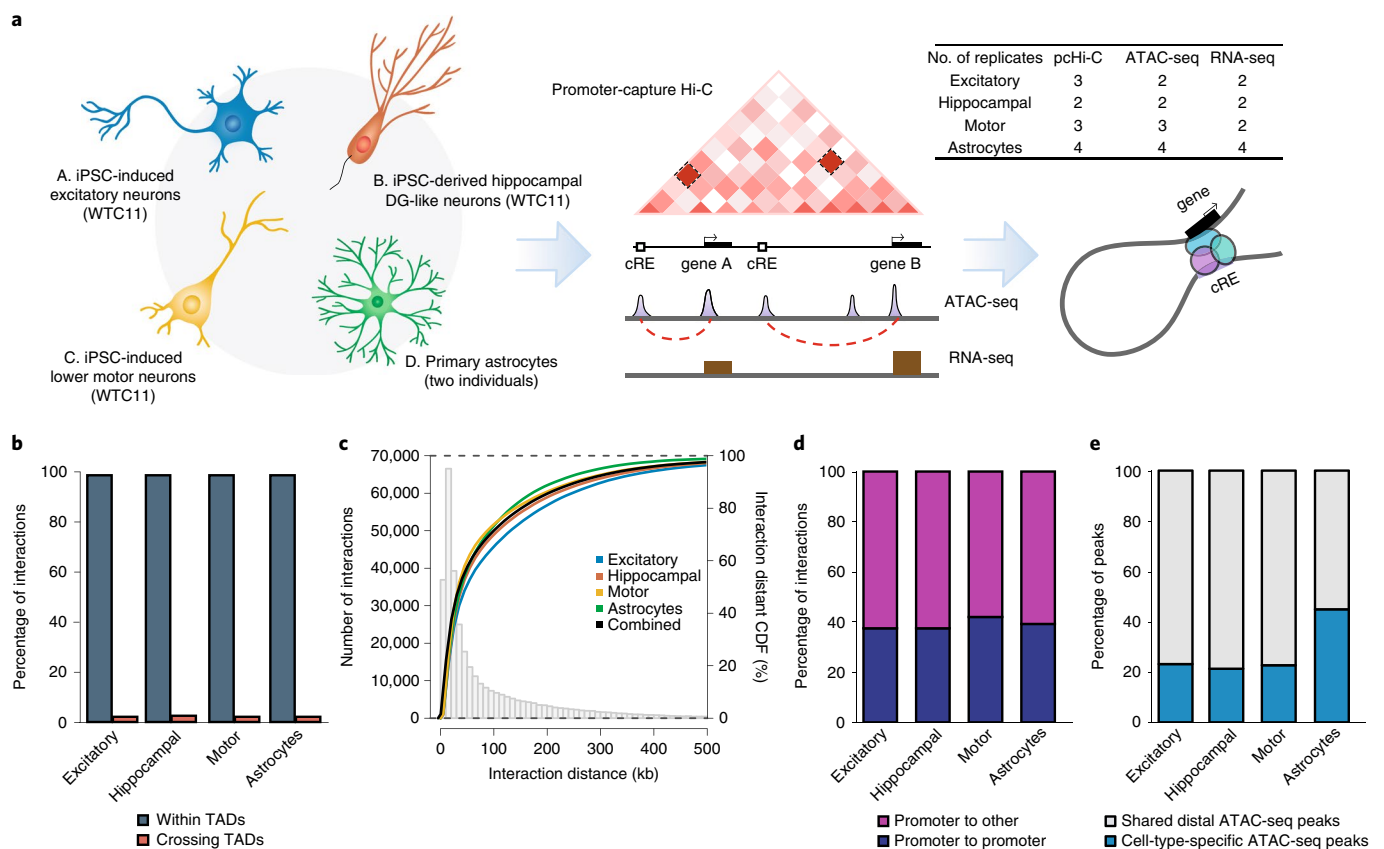 a
A. iPSC-induced
excitatory neurons
(WTC11)
B. iPSC-derived hippocampal
DG-like neurons (WTC11)
C. iPSC-induced
lower motor neurons
(WTC11)
D. Primary astrocytes
(two individuals)
Promoter-capture Hi-C
cRE gene A cRE gene B
ATAC-seq
RNA-seq
No. of replicates pcHi-C ATAC-seq RNA-seq
Excitatory 3 2 2
Hippocampal 2 2 2
Motor 3 3 2
Astrocytes 4 4 4
gene
cRE
b
Percentage of interactions
100
80
60
40
20
0
Excitatory
Hippocampal
Motor
Astrocytes
Within TADs
Crossing TADs
c
Number of interactions
70,000
60,000
50,000
40,000
30,000
20,000
10,000
0
0 100 200 300 400 500
Interaction distance (kb)
100
80
60
40
20
0
Interaction distant CDF (%)
Excitatory
Hippocampal
Motor
Astrocytes
Combined
d
Percentage of interactions
100
80
60
40
20
0
Excitatory
Hippocampal
Motor
Astrocytes
Promoter to other
Promoter to promoter
e
Percentage of peaks
100
80
60
40
20
0
Excitatory
Hippocampal
Motor
Astrocytes
Shared distal ATAC-seq peaks
Cell-type-specific ATAC-seq peaks